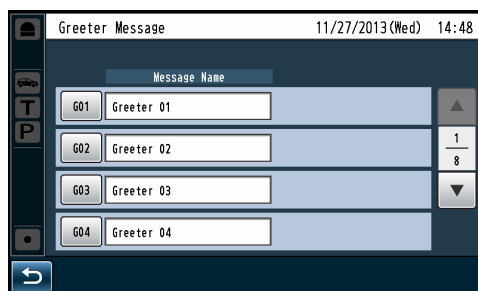 Greeter Message 11/27/2013(Wed) 14:48
Message Name
G01 Greeter 01
T
P
G02 Greeter 02
1
8
G03 Greeter 03
G04 Greeter 04